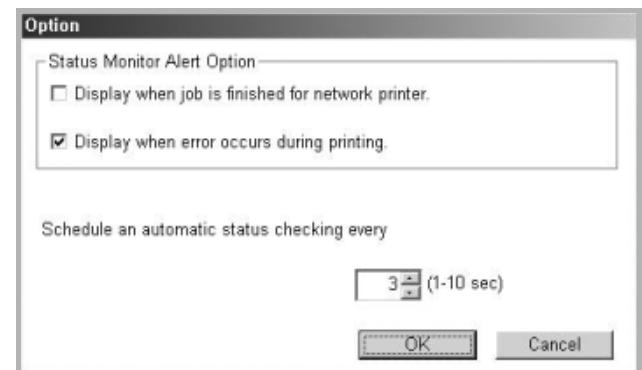 Option
Status Monitor Alert Option
Display when job is finished for network printer.
Display when error occurs during printing.
Schedule an automatic status checking every
3 (1-10 sec)
OK Cancel